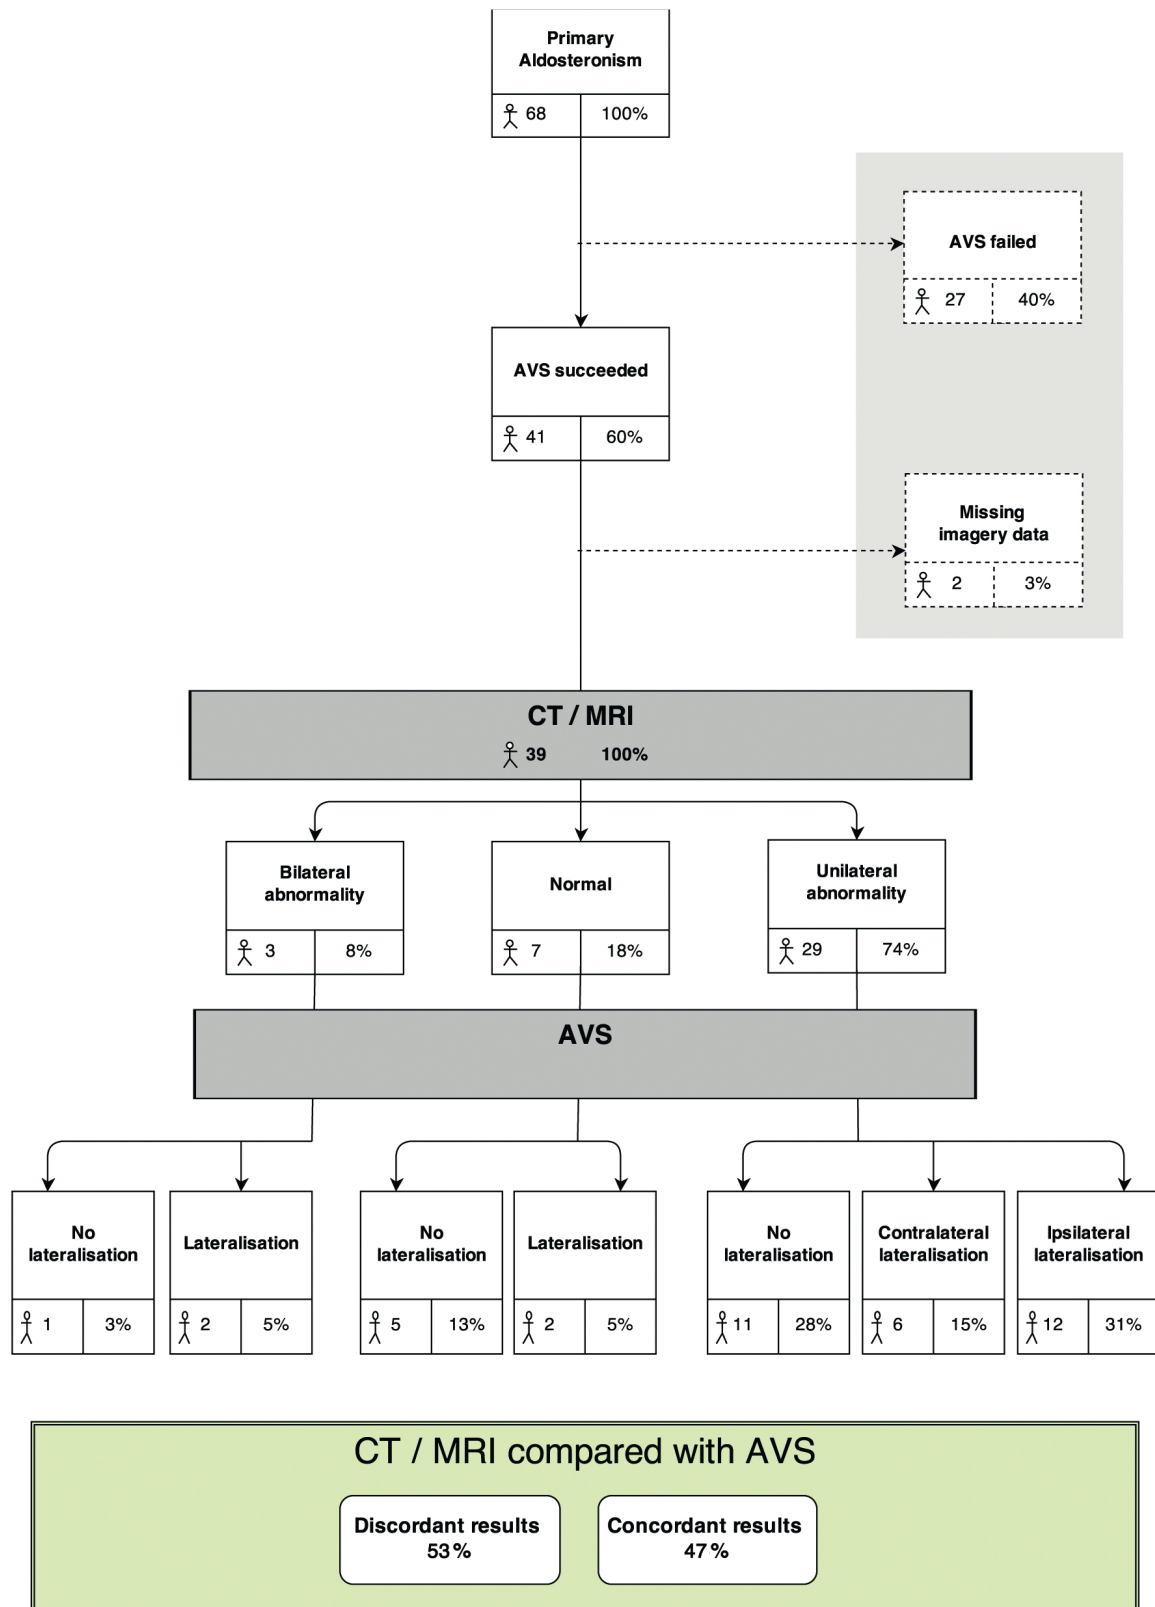 Primary
Aldosteronism
68 100%
AVS failed
27 40%
AVS succeeded
41 60%
Missing
imagery data
2 3%
CT / MRI
39 100%
Bilateral
abnormality
3 8%
Normal
7 18%
Unilateral
abnormality
29 74%
AVS
No
lateralisation
1 3%
Lateralisation
2 5%
No
lateralisation
5 13%
Lateralisation
2 5%
No
lateralisation
11 28%
Contralateral
lateralisation
6 15%
Ipsilateral
lateralisation
12 31%
CT / MRI compared with AVS
Discordant results
53%
Concordant results
47%